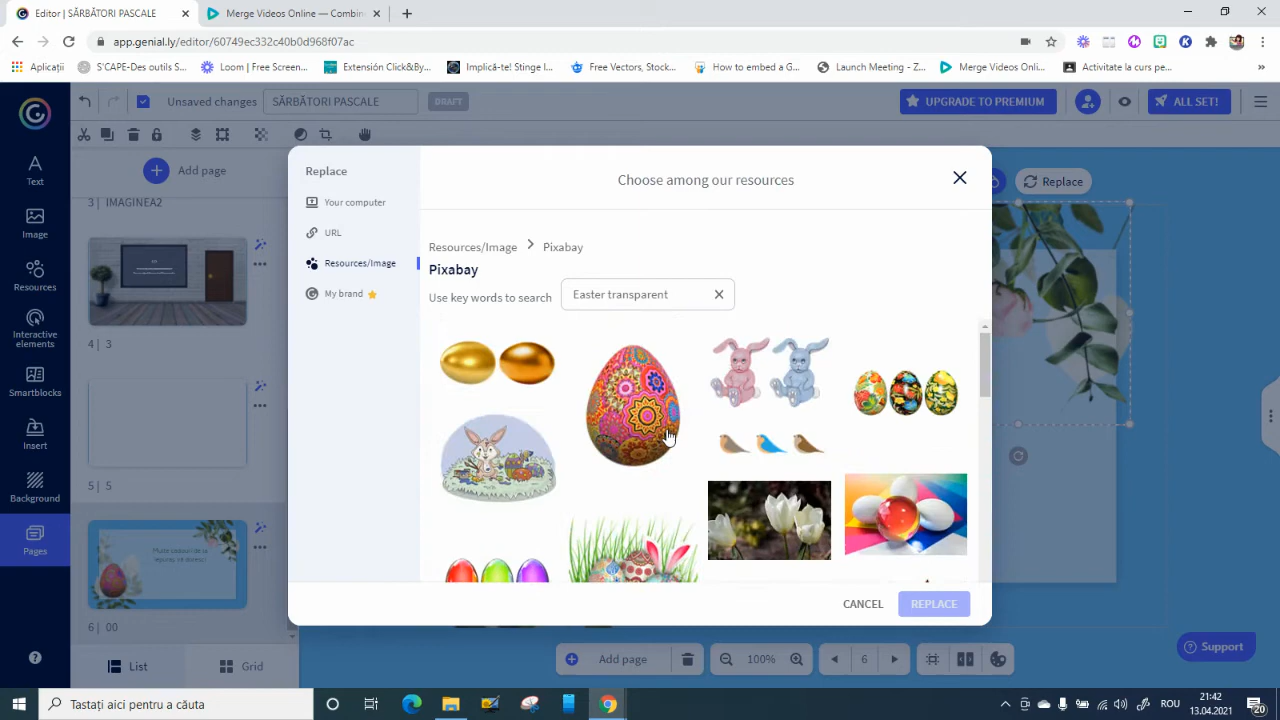 Editor | SĂRBĂTORI PASCALE
Merge Videos Online — Combin
app.genial.ly/editor/60749ec332c40b0d968f07ac
Aplicații
S'CAPE-Des outils S...
Loom | Free Screen...
Extensión Click&By...
Implică-te! Stinge l...
Free Vectors, Stock...
How to embed a G...
Launch Meeting - Z...
Merge Videos Onli...
Activitate la curs pe...
Unsaved changes
SĂRBĂTORI PASCALE
DRAFT
UPGRADE TO PREMIUM
ALL SET!
Text
Image
Resources
Interactive
elements
Smartblocks
Insert
Background
Pages
Add page
3 | IMAGINEA2
4 | 3
5 | 5
6 | 00
List
Grid
Replace
Your computer
URL
Resources/Image
My brand
Choose among our resources
Resources/Image > Pixabay
Pixabay
Use key words to search
Easter transparent
CANCEL
REPLACE
Replace
Add page
100%
6
Support
Tastați aici pentru a căuta
ROU
21:42
13.04.2021
20